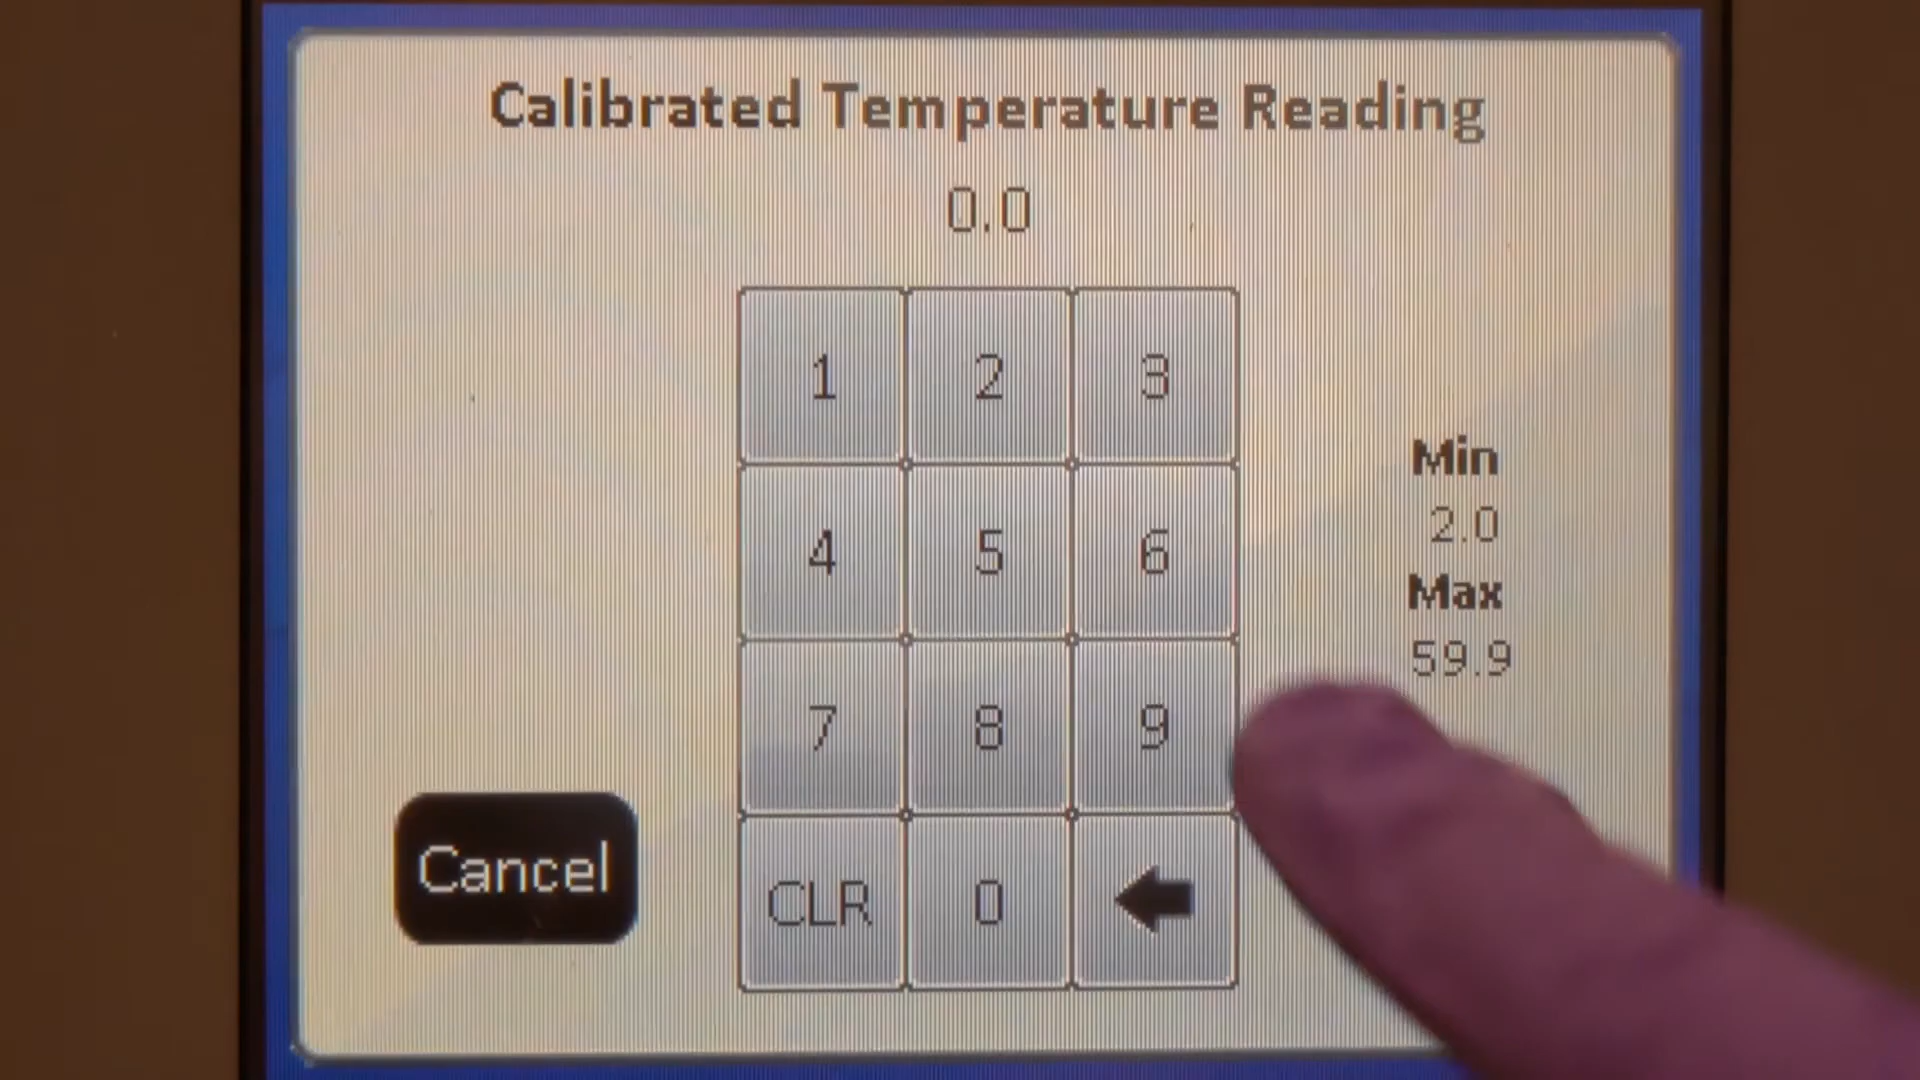 Calibrated Temperature Reading
0.0
1 2 3
4 5 6
7 8 9
CLR 0
Min
2.0
Max
59.9
Cancel